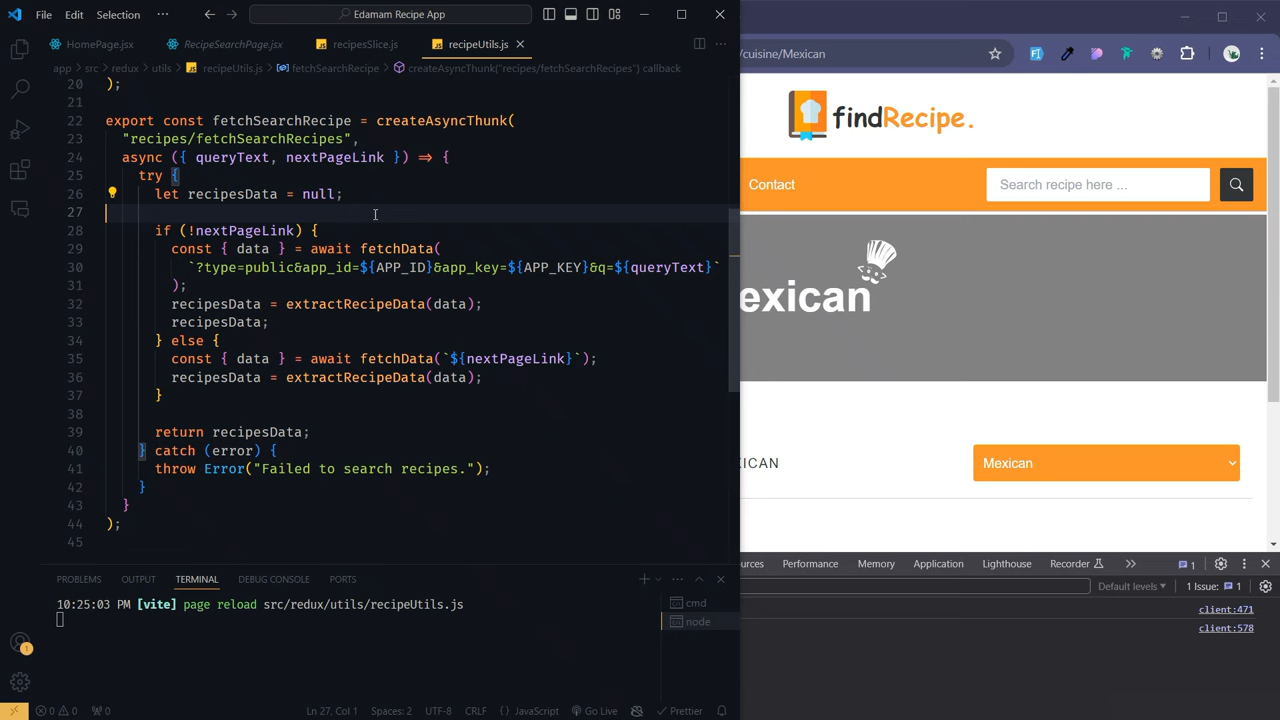 File Edit Selection ··· Edamam Recipe App
HomePage.jsx RecipeSearchPage.jsx recipesSlice.js recipeUtils.js
app > src > redux > utils > recipeUtils.js > fetchSearchRecipe > createAsyncThunk("recipes/fetchSearchRecipes") callback
20 );
21
22 export const fetchSearchRecipe = createAsyncThunk(
23 "recipes/fetchSearchRecipes",
24 async ({ queryText, nextPageLink }) => {
25 try {
26 let recipesData = null;
27
28 if (!nextPageLink) {
29 const { data } = await fetchData(
30 `?type=public&app_id=${APP_ID}&app_key=${APP_KEY}&q=${queryText}`
31 );
32 recipesData = extractRecipeData(data);
33 recipesData;
34 } else {
35 const { data } = await fetchData(`${nextPageLink}`);
36 recipesData = extractRecipeData(data);
37 }
38
39 return recipesData;
40 } catch (error) {
41 throw Error("Failed to search recipes.");
42 }
43 }
44 );
45
PROBLEMS OUTPUT TERMINAL DEBUG CONSOLE PORTS
10:25:03 PM [vite] page reload src/redux/utils/recipeUtils.js
cmd
node
1
0 0 0 Ln 27, Col 1 Spaces: 2 UTF-8 CRLF {} JavaScript Go Live Prettier
/cuisine/Mexican
findRecipe.
Contact Search recipe here ...
exican
XICAN Mexican
ources Performance Memory Application Lighthouse Recorder 1
Default levels 1 Issue: 1
client:471
client:578